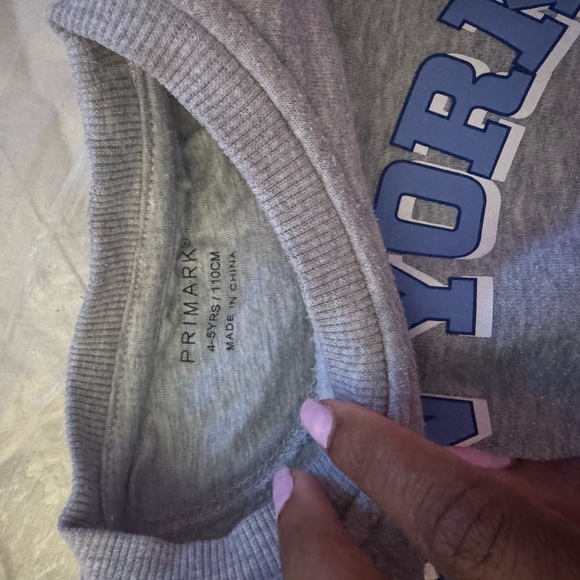 PRIMARK®
4-5YRS / 110CM
MADE IN CHINA
YORK